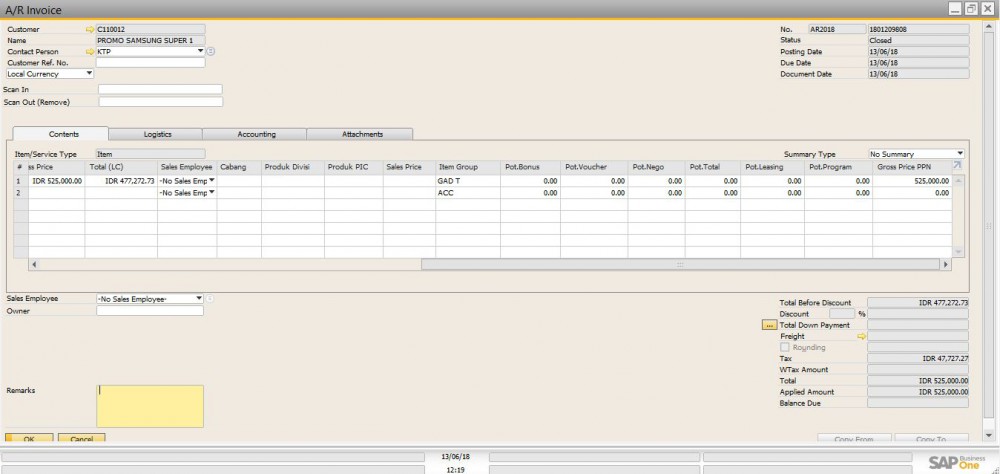 A/R Invoice
Customer C110012
Name PROMO SAMSUNG SUPER 1
Contact Person KTP
Customer Ref. No.
Local Currency
No. AR2018 1801209808
Status Closed
Posting Date 13/06/18
Due Date 13/06/18
Document Date 13/06/18
Scan In
Scan Out (Remove)
Contents Logistics Accounting Attachments
Item/Service Type Item Summary Type No Summary
# ss Price Total (LC) Sales Employee Cabang Produk Divisi Produk PIC Sales Price Item Group Pot.Bonus Pot.Voucher Pot.Nego Pot.Total Pot.Leasing Pot.Program Gross Price PPN
1 IDR 525,000.00 IDR 477,272.73 -No Sales Emp GAD T 0.00 0.00 0.00 0.00 0.00 0.00 525,000.00
2 -No Sales Emp ACC 0.00 0.00 0.00 0.00 0.00 0.00 0.00
Sales Employee -No Sales Employee-
Owner
Total Before Discount IDR 477,272.73
Discount %
... Total Down Payment
Freight
Rounding
Tax IDR 47,727.27
WTax Amount
Total IDR 525,000.00
Applied Amount IDR 525,000.00
Balance Due
Remarks
OK Cancel Copy From Copy To
13/06/18
12:19
SAP Business One